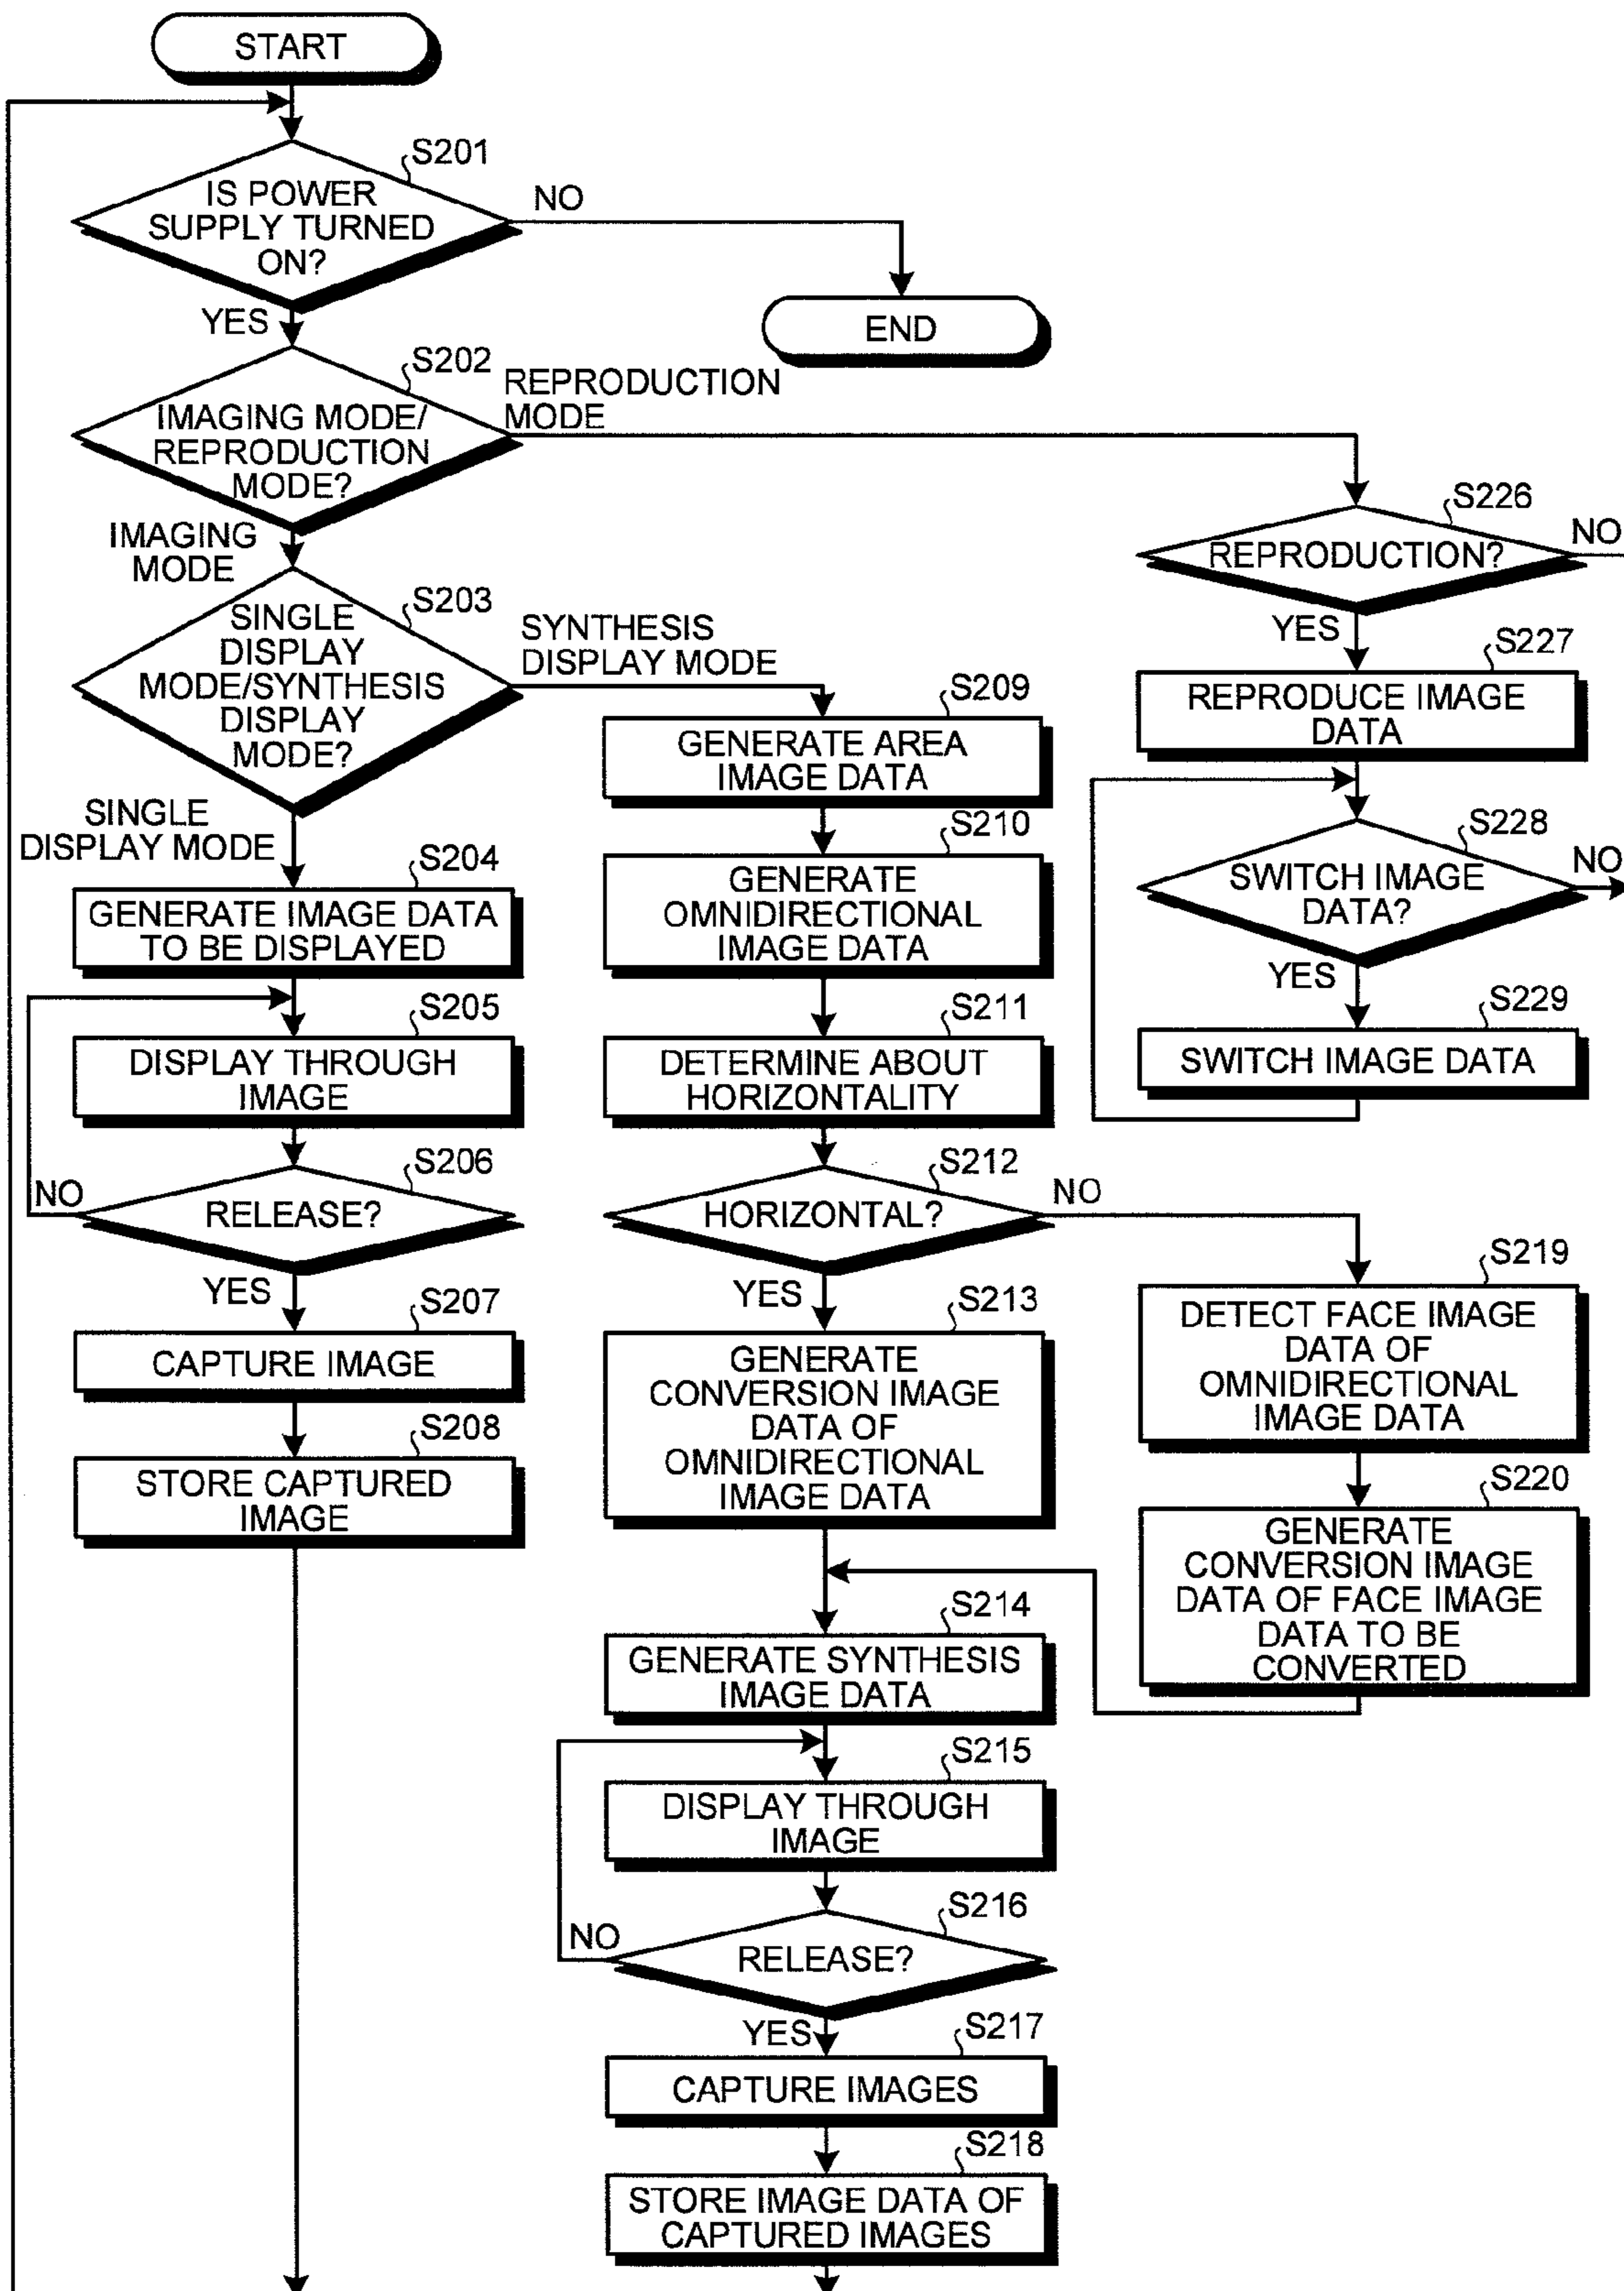 START
S201
IS POWER
SUPPLY TURNED
ON?
NO
END
YES
S202
IMAGING MODE/
REPRODUCTION
MODE?
REPRODUCTION
MODE
IMAGING
MODE
S203
SINGLE
DISPLAY
MODE/SYNTHESIS
DISPLAY
MODE?
SYNTHESIS
DISPLAY MODE
SINGLE
DISPLAY MODE
S204
GENERATE IMAGE DATA
TO BE DISPLAYED
S205
DISPLAY THROUGH
IMAGE
S206
RELEASE?
NO
YES
S207
CAPTURE IMAGE
S208
STORE CAPTURED
IMAGE
S209
GENERATE AREA
IMAGE DATA
S210
GENERATE
OMNIDIRECTIONAL
IMAGE DATA
S211
DETERMINE ABOUT
HORIZONTALITY
S212
HORIZONTAL?
NO
YES
S213
GENERATE
CONVERSION IMAGE
DATA OF
OMNIDIRECTIONAL
IMAGE DATA
S214
GENERATE SYNTHESIS
IMAGE DATA
S215
DISPLAY THROUGH
IMAGE
S216
RELEASE?
NO
YES
S217
CAPTURE IMAGES
S218
STORE IMAGE DATA OF
CAPTURED IMAGES
S226
REPRODUCTION?
NO
YES
S227
REPRODUCE IMAGE
DATA
S228
SWITCH IMAGE
DATA?
NO
YES
S229
SWITCH IMAGE DATA
S219
DETECT FACE IMAGE
DATA OF
OMNIDIRECTIONAL
IMAGE DATA
S220
GENERATE
CONVERSION IMAGE
DATA OF FACE IMAGE
DATA TO BE
CONVERTED